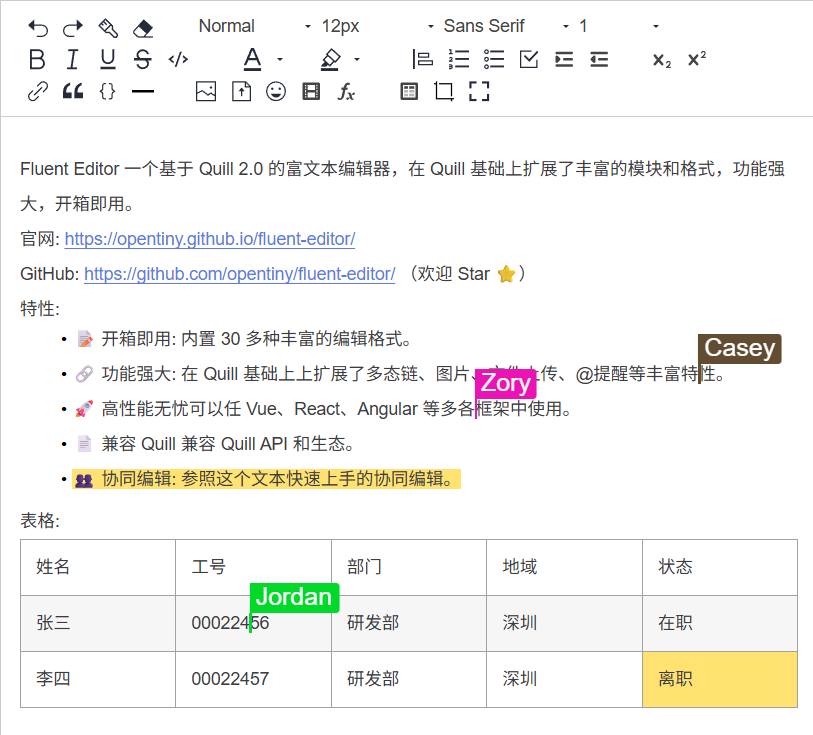 Normal 12px Sans Serif 1
Fluent Editor 一个基于 Quill 2.0 的富文本编辑器，在 Quill 基础上扩展了丰富的模块和格式，功能强
大，开箱即用。
官网: https://opentiny.github.io/fluent-editor/
GitHub: https://github.com/opentiny/fluent-editor/ （欢迎 Star ⭐）
特性:
• 📝 开箱即用: 内置 30 多种丰富的编辑格式。
Casey
• 🔗 功能强大: 在 Quill 基础上上扩展了多态链、图片、上传、@提醒等丰富特性。
Zory
• 🚀 高性能无忧可以任 Vue、React、Angular 等多各框架中使用。
• 📄 兼容 Quill 兼容 Quill API 和生态。
• 👥 协同编辑: 参照这个文本快速上手的协同编辑。
表格:
姓名 工号 部门 地域 状态
Jordan
张三 00022456 研发部 深圳 在职
李四 00022457 研发部 深圳 离职